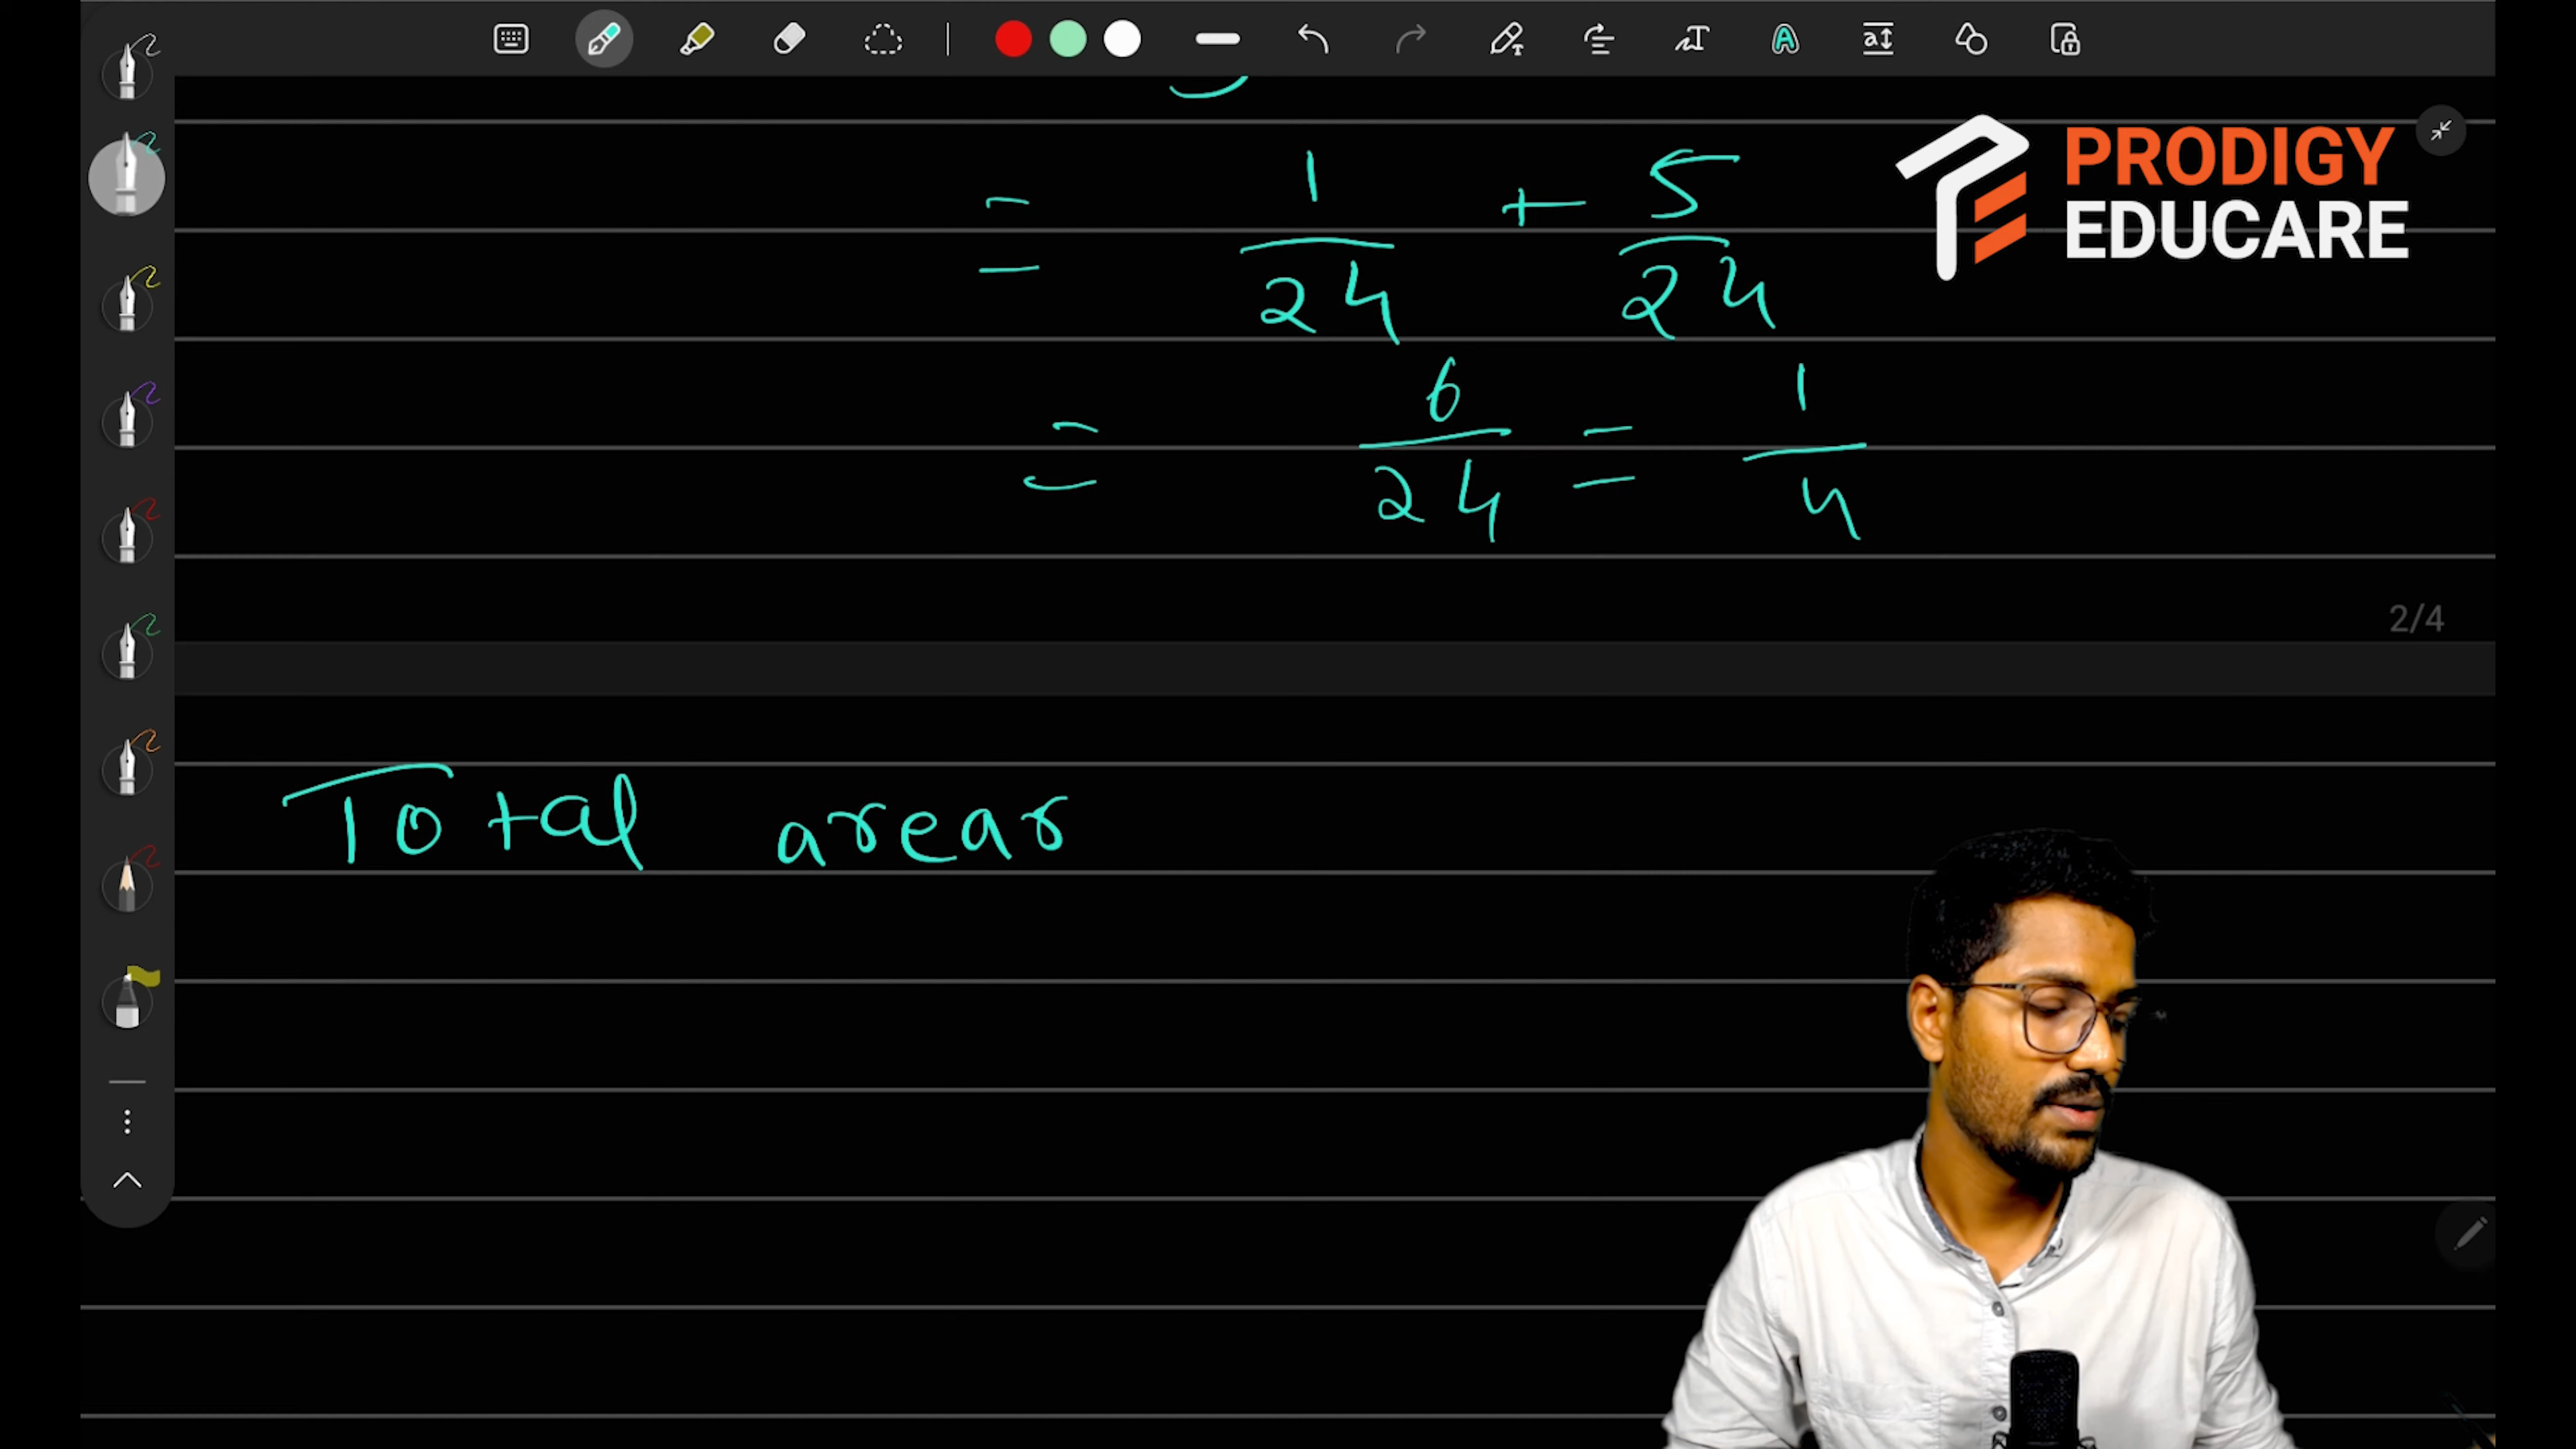 PRODIGY
EDUCARE
= 1/24 + 5/24
= 6/24 = 1/4
2/4
Total arear